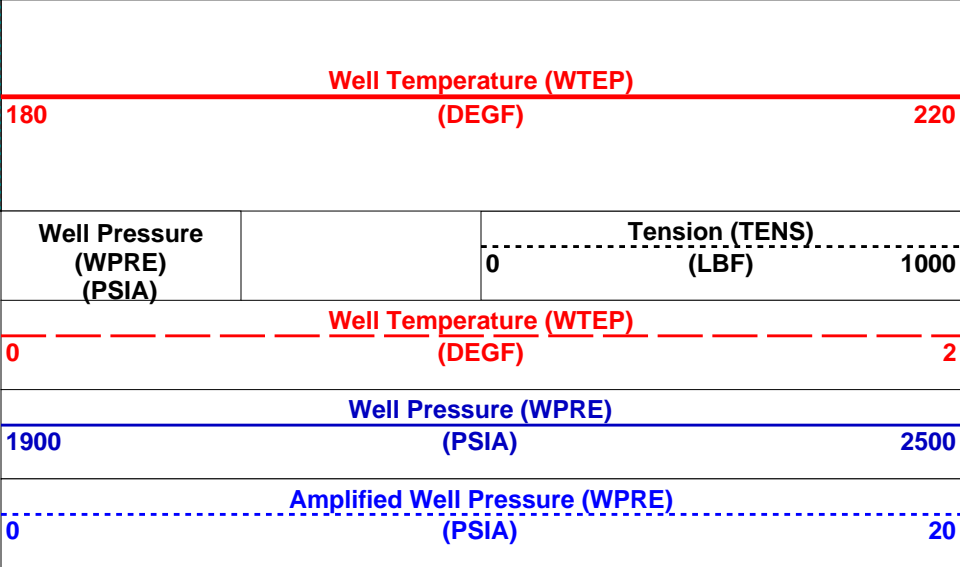 Well Temperature (WTEP)
180 (DEGF) 220
Well Pressure
(WPRE)
(PSIA)
Tension (TENS)
0 (LBF) 1000
Well Temperature (WTEP)
0 (DEGF) 2
Well Pressure (WPRE)
1900 (PSIA) 2500
Amplified Well Pressure (WPRE)
0 (PSIA) 20